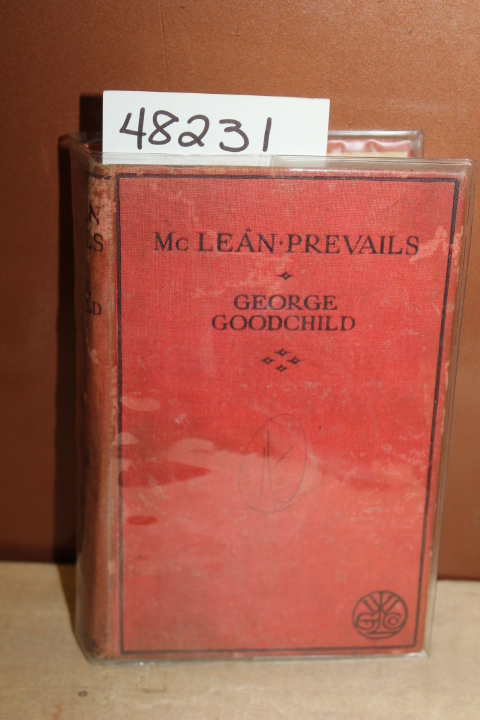 48231
Mc LEAN·PREVAILS
GEORGE
GOODCHILD